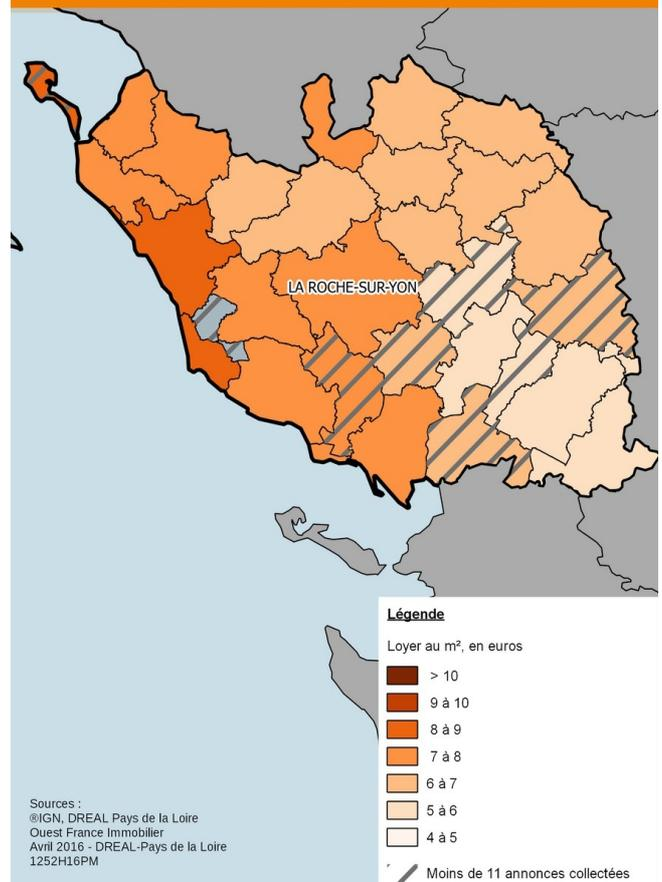 LA ROCHE-SUR-YON
Légende
Loyer au m², en euros
> 10
9 à 10
8 à 9
7 à 8
6 à 7
5 à 6
4 à 5
Moins de 11 annonces collectées
Sources :
®IGN, DREAL Pays de la Loire
Ouest France Immobilier
Avril 2016 - DREAL-Pays de la Loire
1252H16PM